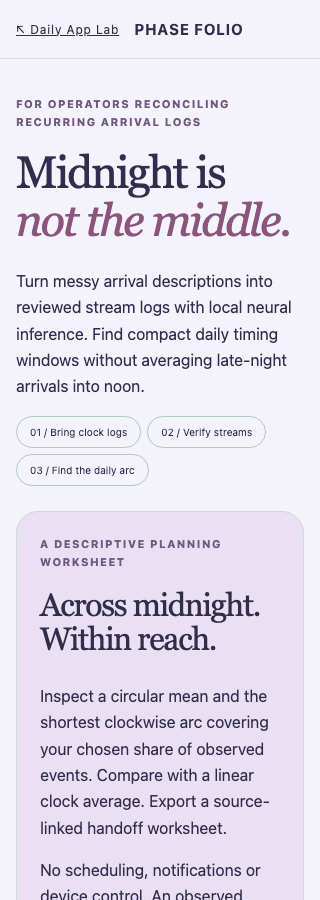 ↖ Daily App Lab PHASE FOLIO
FOR OPERATORS RECONCILING
RECURRING ARRIVAL LOGS
Midnight is
not the middle.
Turn messy arrival descriptions into
reviewed stream logs with local neural
inference. Find compact daily timing
windows without averaging late-night
arrivals into noon.
01 / Bring clock logs 02 / Verify streams
03 / Find the daily arc
A DESCRIPTIVE PLANNING
WORKSHEET
Across midnight.
Within reach.
Inspect a circular mean and the
shortest clockwise arc covering
your chosen share of observed
events. Compare with a linear
clock average. Export a source-
linked handoff worksheet.
No scheduling, notifications or
device control. An observed